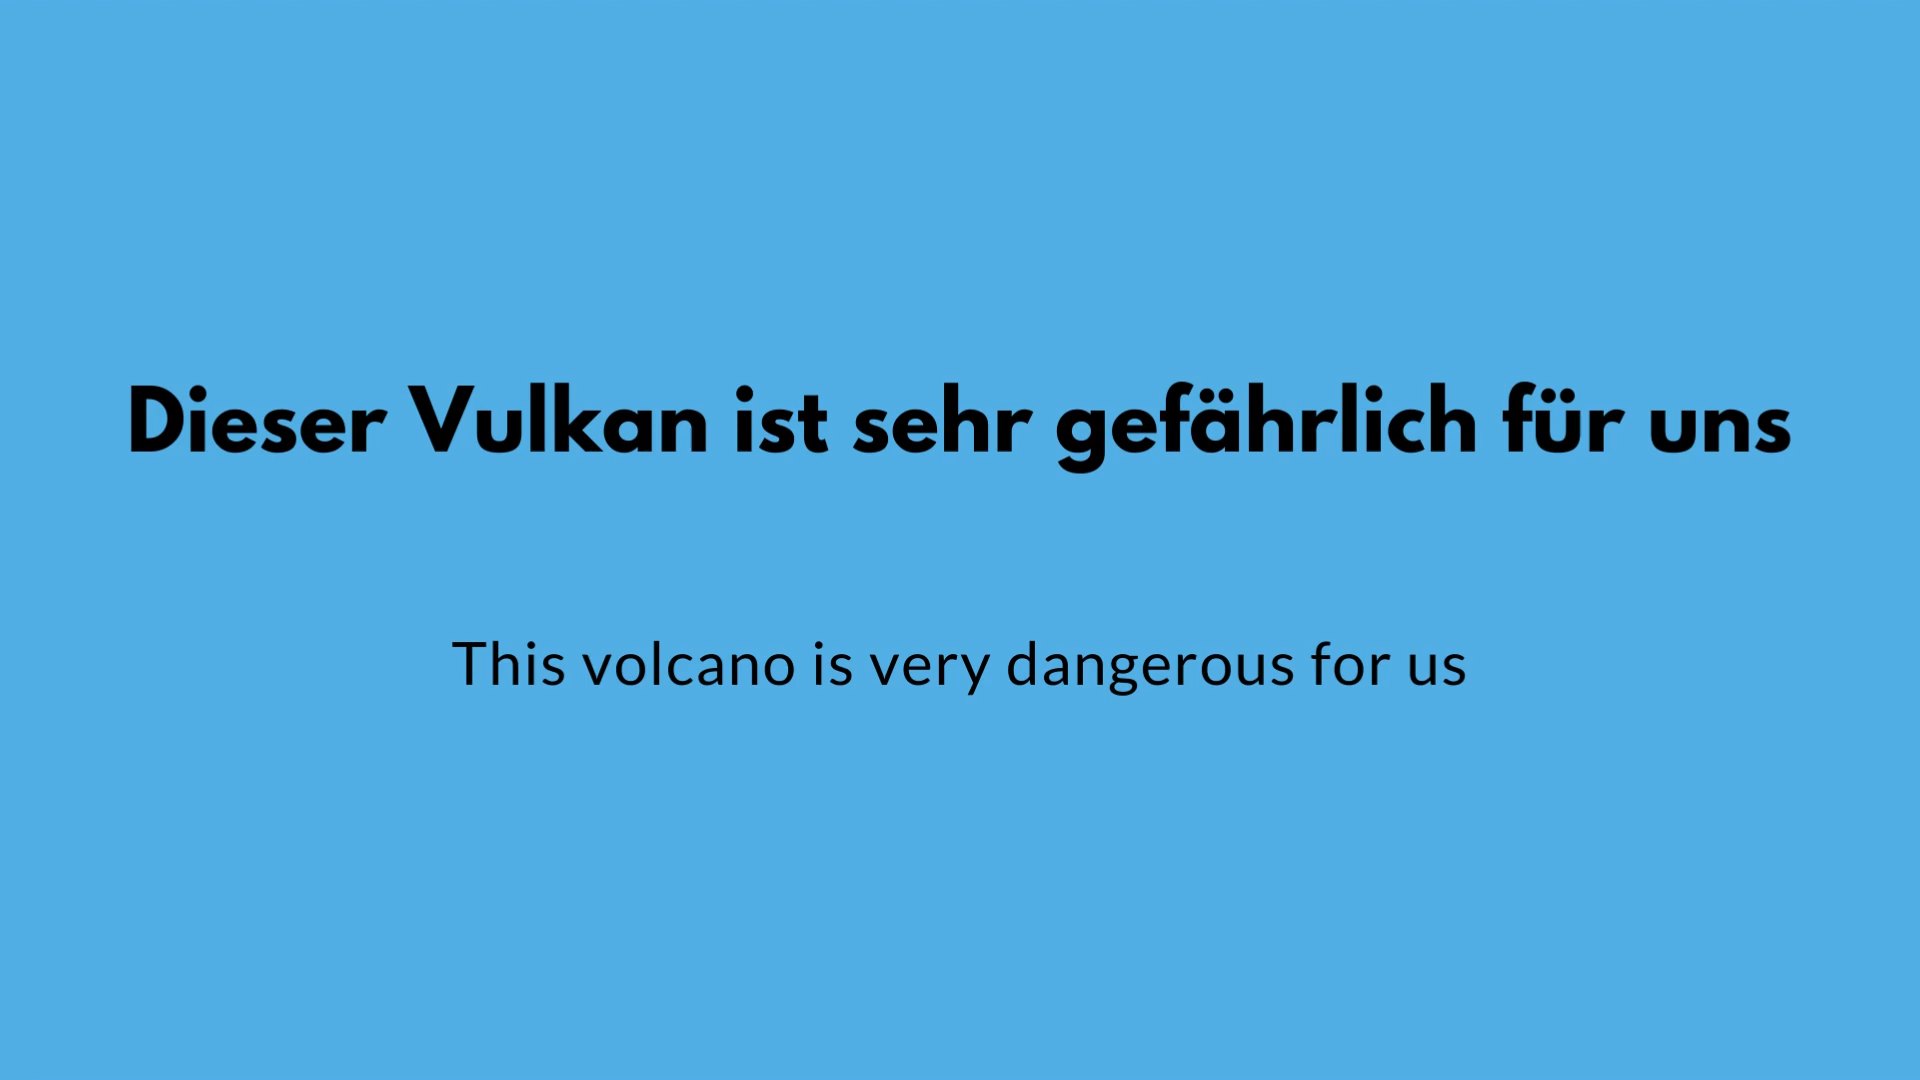 Dieser Vulkan ist sehr gefährlich für uns
This volcano is very dangerous for us